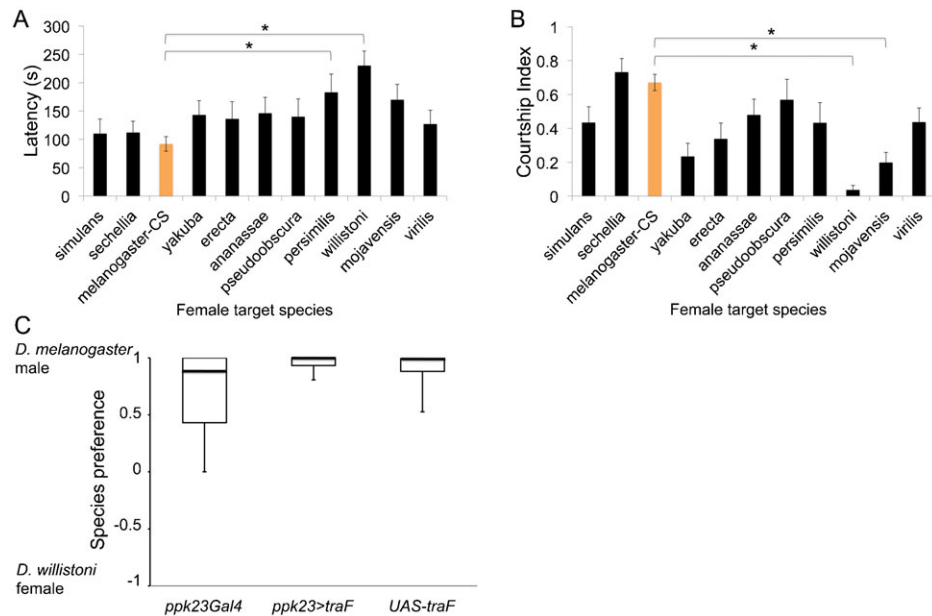 A
*
*
Latency (s)
300
250
200
150
100
50
0
simulans
sechellia
melanogaster-CS
yakuba
erecta
ananassae
pseudoobscura
persimilis
willistoni
mojavensis
virilis
Female target species
B
*
*
Courtship Index
1
0.8
0.6
0.4
0.2
0
simulans
sechellia
melanogaster-CS
yakuba
erecta
ananassae
pseudoobscura
persimilis
willistoni
mojavensis
virilis
Female target species
C
D. melanogaster
male
Species preference
1
0.5
0
-0.5
-1
D. willistoni
female
ppk23Gal4 ppk23>traF UAS-traF